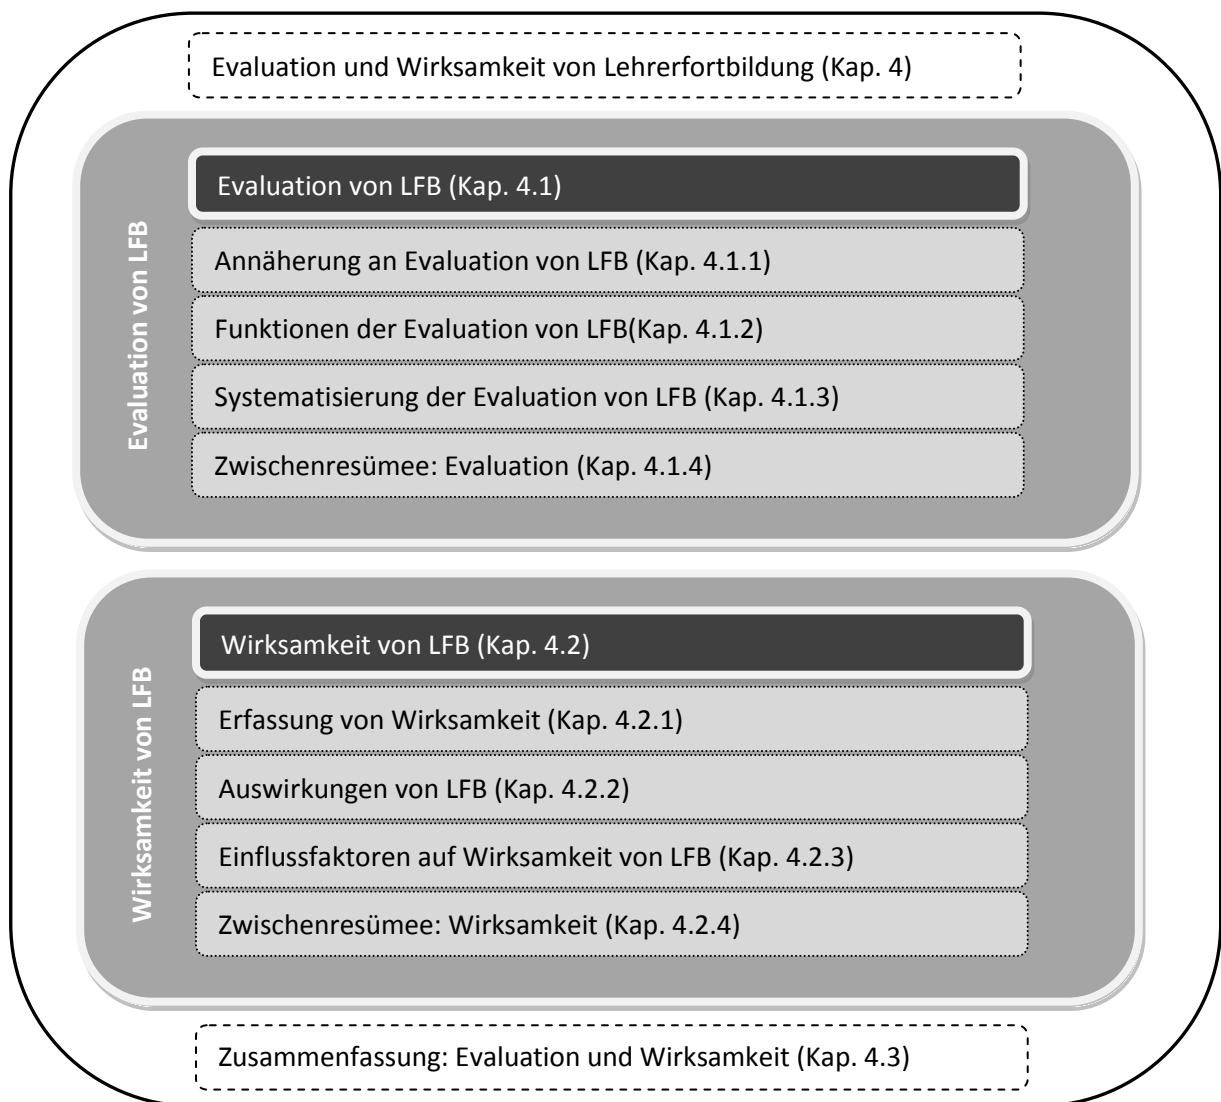 Evaluation und Wirksamkeit von Lehrerfortbildung (Kap. 4)
Evaluation von LFB
Evaluation von LFB (Kap. 4.1)
Annäherung an Evaluation von LFB (Kap. 4.1.1)
Funktionen der Evaluation von LFB(Kap. 4.1.2)
Systematisierung der Evaluation von LFB (Kap. 4.1.3)
Zwischenresümee: Evaluation (Kap. 4.1.4)
Wirksamkeit von LFB
Wirksamkeit von LFB (Kap. 4.2)
Erfassung von Wirksamkeit (Kap. 4.2.1)
Auswirkungen von LFB (Kap. 4.2.2)
Einflussfaktoren auf Wirksamkeit von LFB (Kap. 4.2.3)
Zwischenresümee: Wirksamkeit (Kap. 4.2.4)
Zusammenfassung: Evaluation und Wirksamkeit (Kap. 4.3)